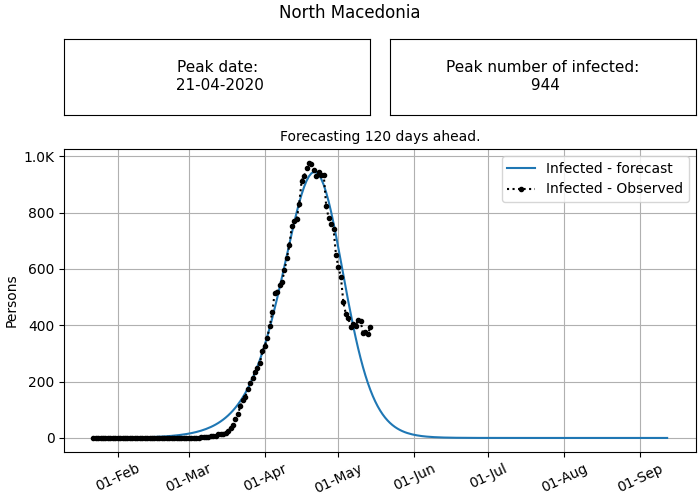 North Macedonia
Peak date:
21-04-2020
Peak number of infected:
944
Forecasting 120 days ahead.
Infected - forecast
Infected - Observed
Persons
1.0K
800
600
400
200
0
01-Feb
01-Mar
01-Apr
01-May
01-Jun
01-Jul
01-Aug
01-Sep